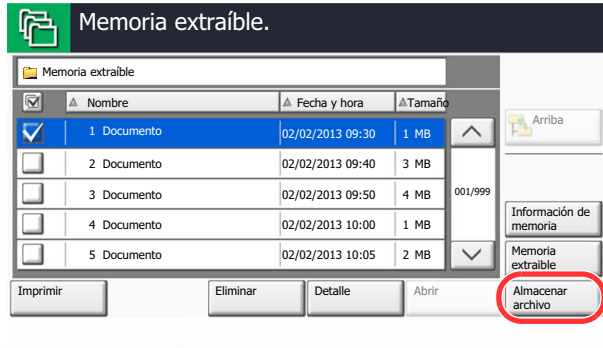 Memoria extraíble.
Memoria extraíble
Nombre Fecha y hora Tamaño
1 Documento 02/02/2013 09:30 1 MB
2 Documento 02/02/2013 09:40 3 MB
3 Documento 02/02/2013 09:50 4 MB
4 Documento 02/02/2013 10:00 1 MB
5 Documento 02/02/2013 10:05 2 MB
001/999
Arriba
Información de
memoria
Memoria
extraible
Imprimir Eliminar Detalle Abrir Almacenar
archivo